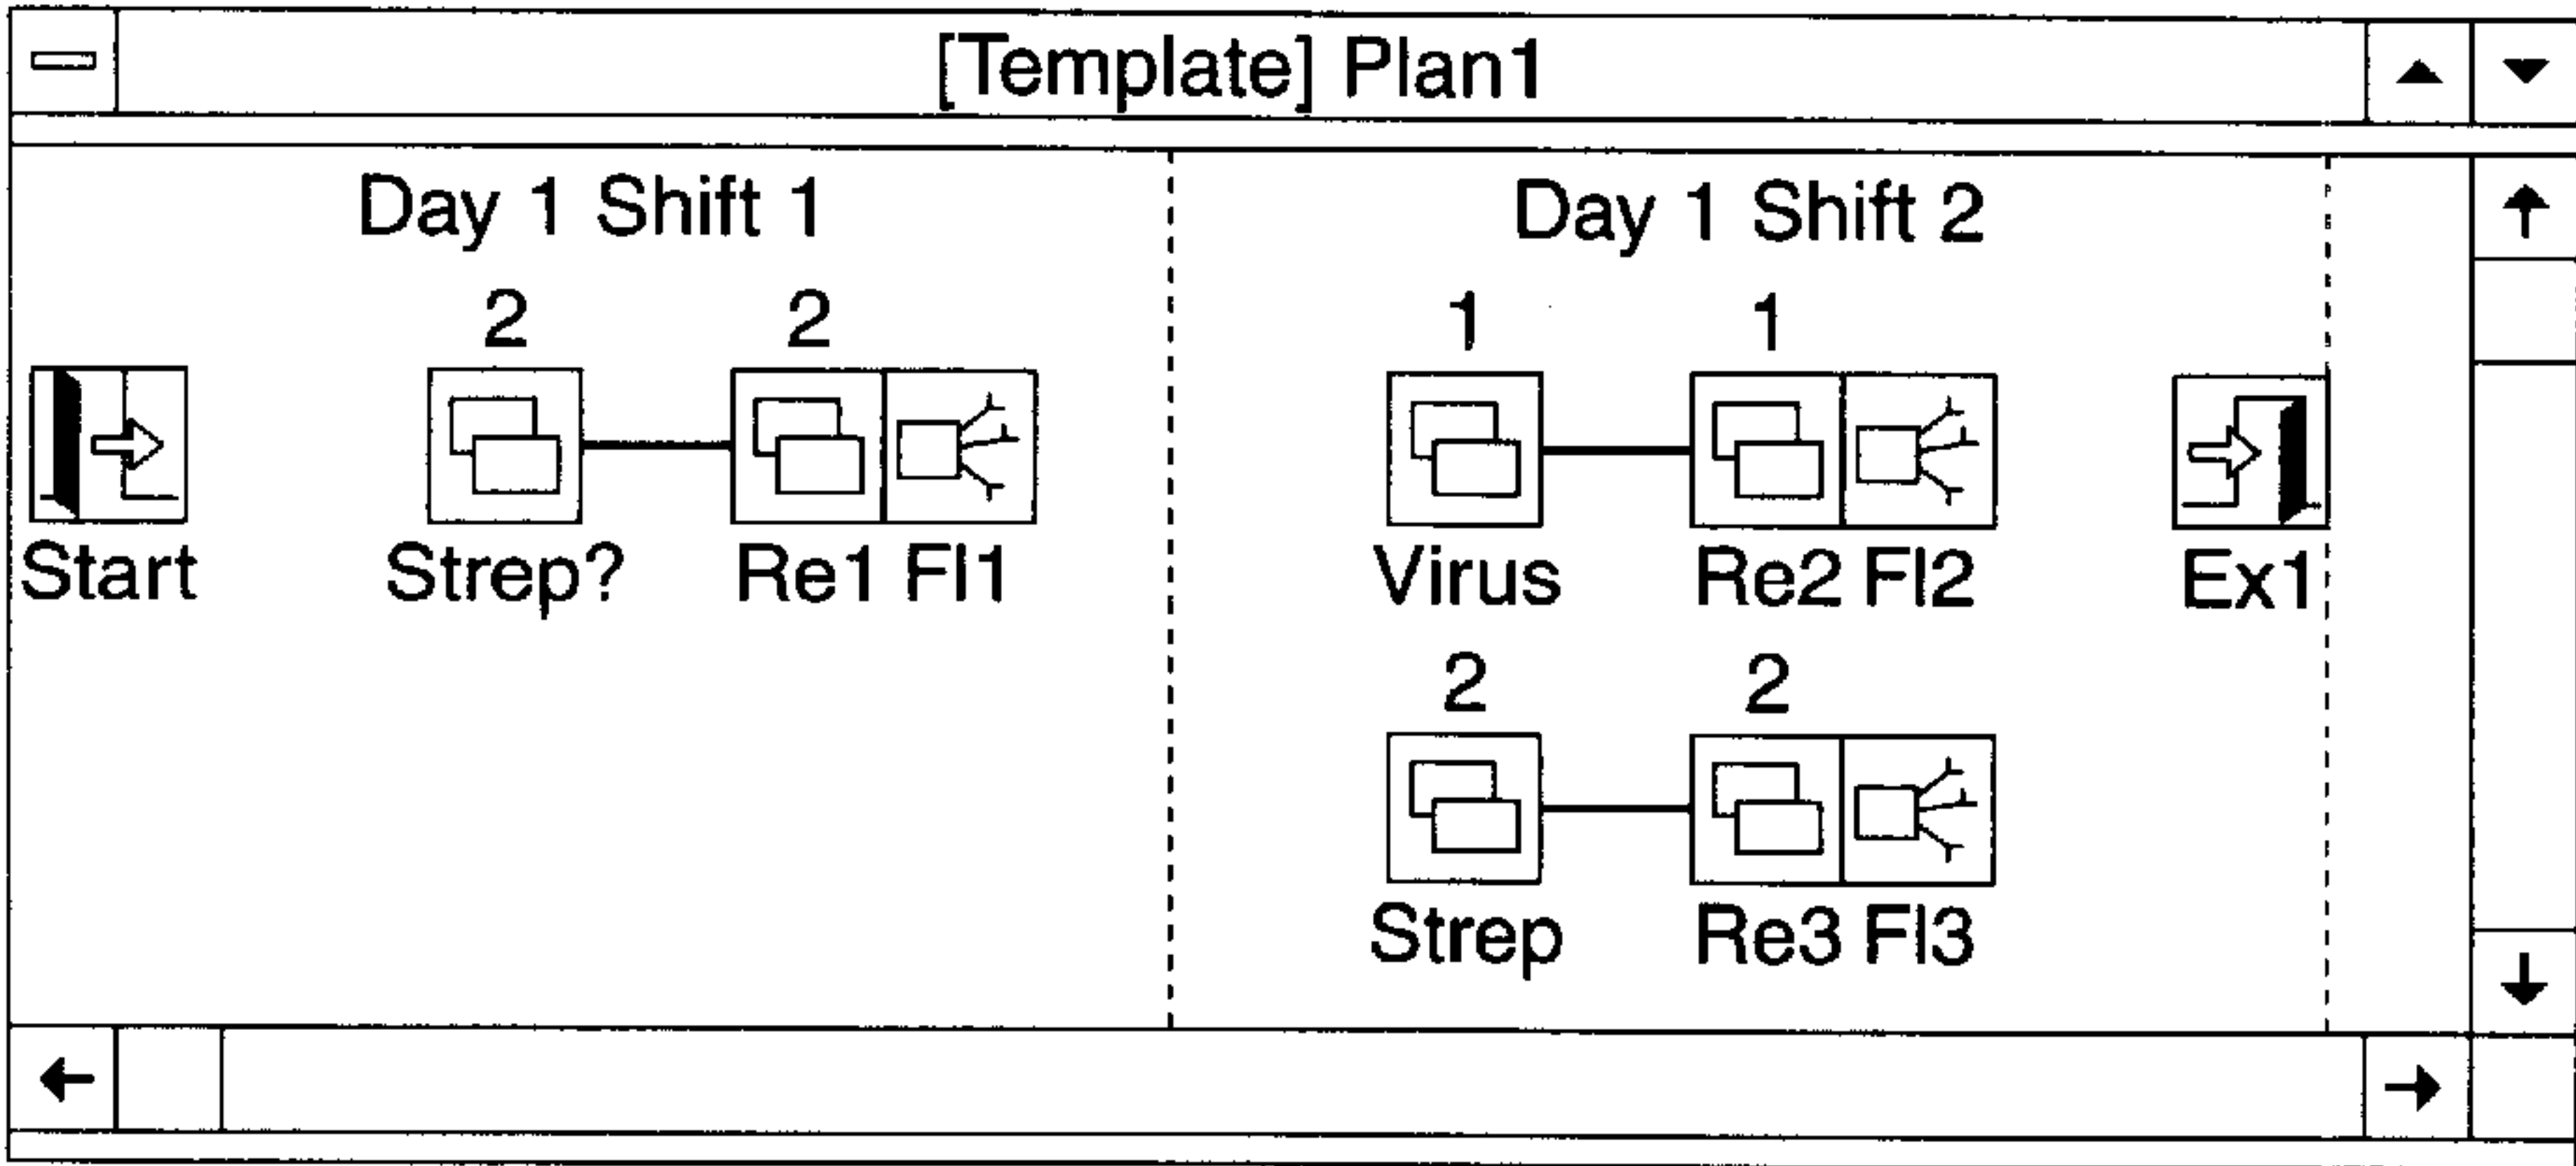 [Template] Plan1
Day 1 Shift 1
Day 1 Shift 2
2 2 1 1
Start Strep? Re1 Fl1 Virus Re2 Fl2 Ex1
2 2
Strep Re3 Fl3